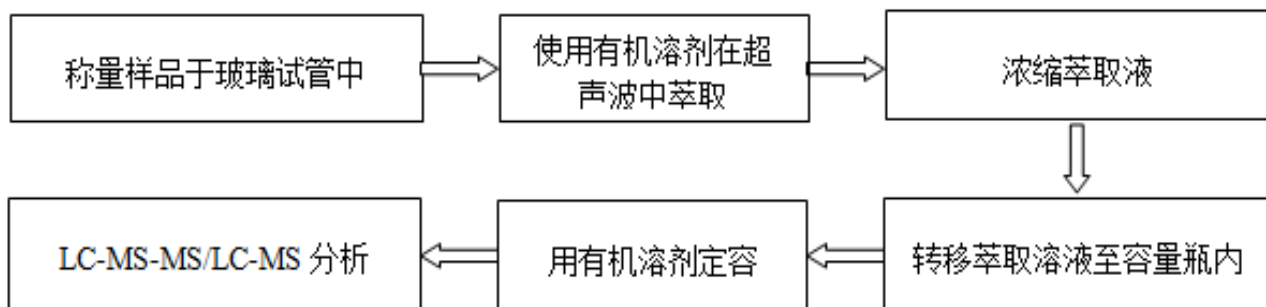 称量样品于玻璃试管中
使用有机溶剂在超
声波中萃取
浓缩萃取液
转移萃取溶液至容量瓶内
用有机溶剂定容
LC-MS-MS/LC-MS 分析